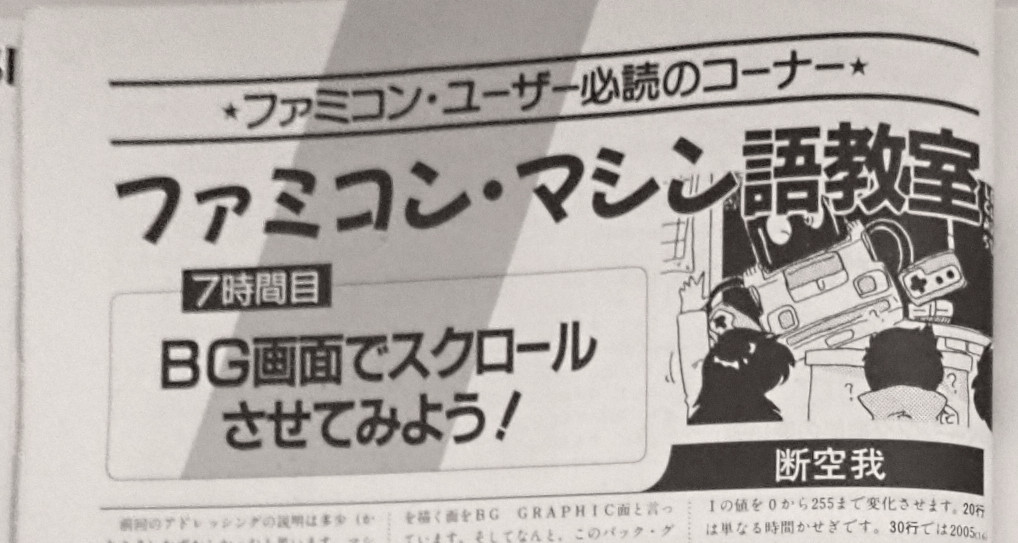 ★ファミコン・ユーザー必読のコーナー★
ファミコン・マシン語教室
7時間目
BG画面でスクロール
させてみよう!
断空我
前回のアドレッシングの説明は多少(か
を描く面をBG GRAPHIC面と言っ
ています。そしてなんと、このバック・グ
Iの値を0から255まで変化させます。20行
は単なる時間かせぎです。30行では2005